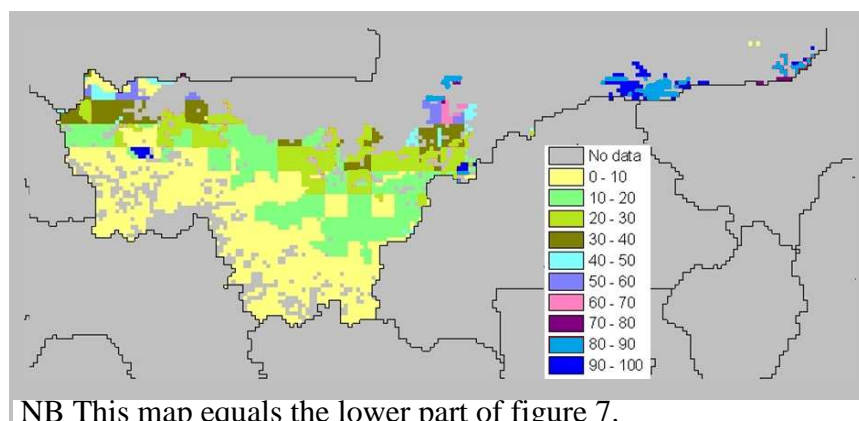 No data
0 - 10
10 - 20
20 - 30
30 - 40
40 - 50
50 - 60
60 - 70
70 - 80
80 - 90
90 - 100
NB This map equals the lower part of figure 7.